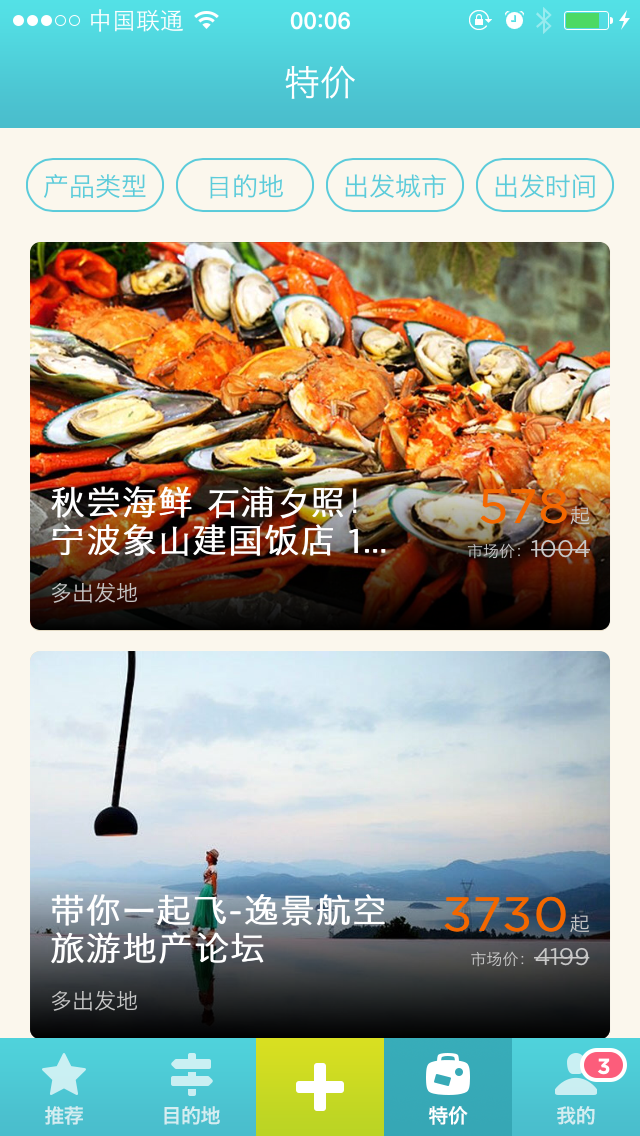 中国联通 00:06
特价
产品类型 目的地 出发城市 出发时间
秋尝海鲜 石浦夕照！
宁波象山建国饭店 1...
578起
市场价：1004
多出发地
带你一起飞-逸景航空
旅游地产论坛
3730起
市场价：4199
多出发地
3
推荐 目的地 特价 我的